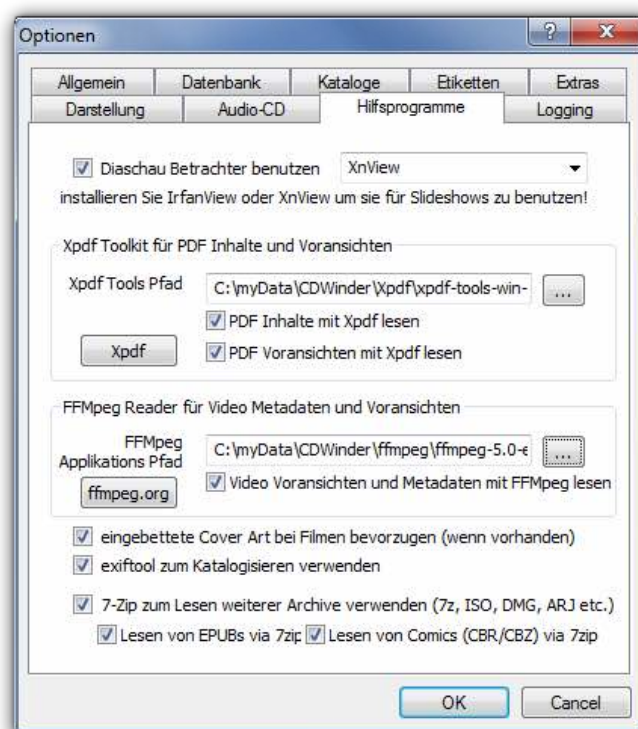 Optionen
Allgemein Datenbank Kataloge Etiketten Extras
Darstellung Audio-CD Hilfsprogramme Logging
Diaschau Betrachter benutzen XnView
installieren Sie IrfanView oder XnView um sie für Slideshows zu benutzen!
Xpdf Toolkit für PDF Inhalte und Voransichten
Xpdf Tools Pfad C:\myData\CDWinder\Xpdf\xpdf-tools-win- ...
PDF Inhalte mit Xpdf lesen
Xpdf PDF Voransichten mit Xpdf lesen
FFMpeg Reader für Video Metadaten und Voransichten
FFMpeg
Applikations Pfad C:\myData\CDWinder\ffmpeg\ffmpeg-5.0-e ...
ffmpeg.org Video Voransichten und Metadaten mit FFMpeg lesen
eingebettete Cover Art bei Filmen bevorzugen (wenn vorhanden)
exiftool zum Katalogisieren verwenden
7-Zip zum Lesen weiterer Archive verwenden (7z, ISO, DMG, ARJ etc.)
Lesen von EPUBs via 7zip Lesen von Comics (CBR/CBZ) via 7zip
OK Cancel